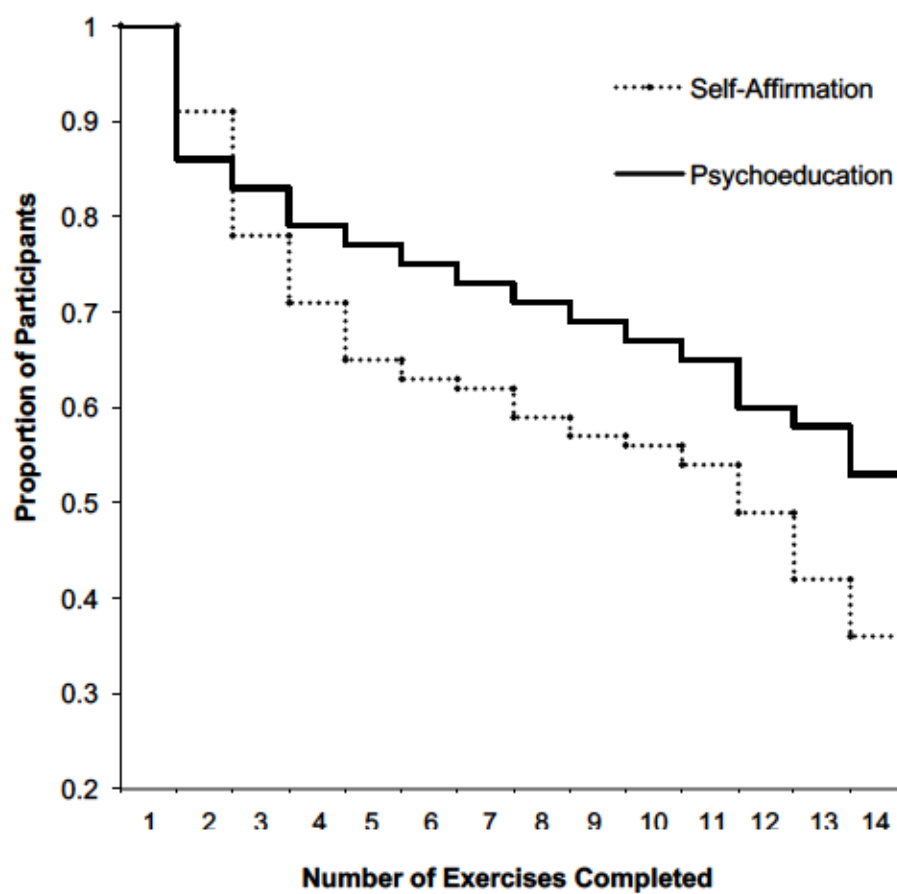 1
0.9
0.8
0.7
0.6
0.5
0.4
0.3
0.2
Proportion of Participants
Self-Affirmation
Psychoeducation
1 2 3 4 5 6 7 8 9 10 11 12 13 14
Number of Exercises Completed